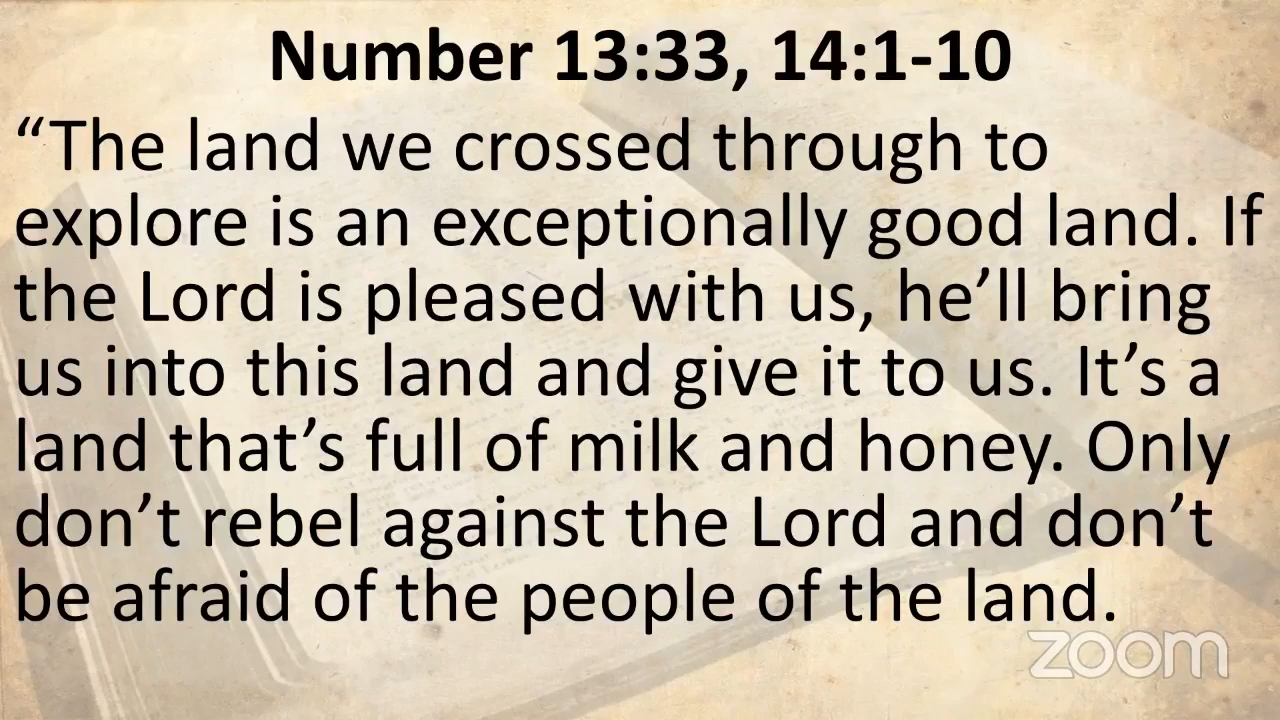 Number 13:33, 14:1-10
“The land we crossed through to
explore is an exceptionally good land. If
the Lord is pleased with us, he’ll bring
us into this land and give it to us. It’s a
land that’s full of milk and honey. Only
don’t rebel against the Lord and don’t
be afraid of the people of the land.
zoom